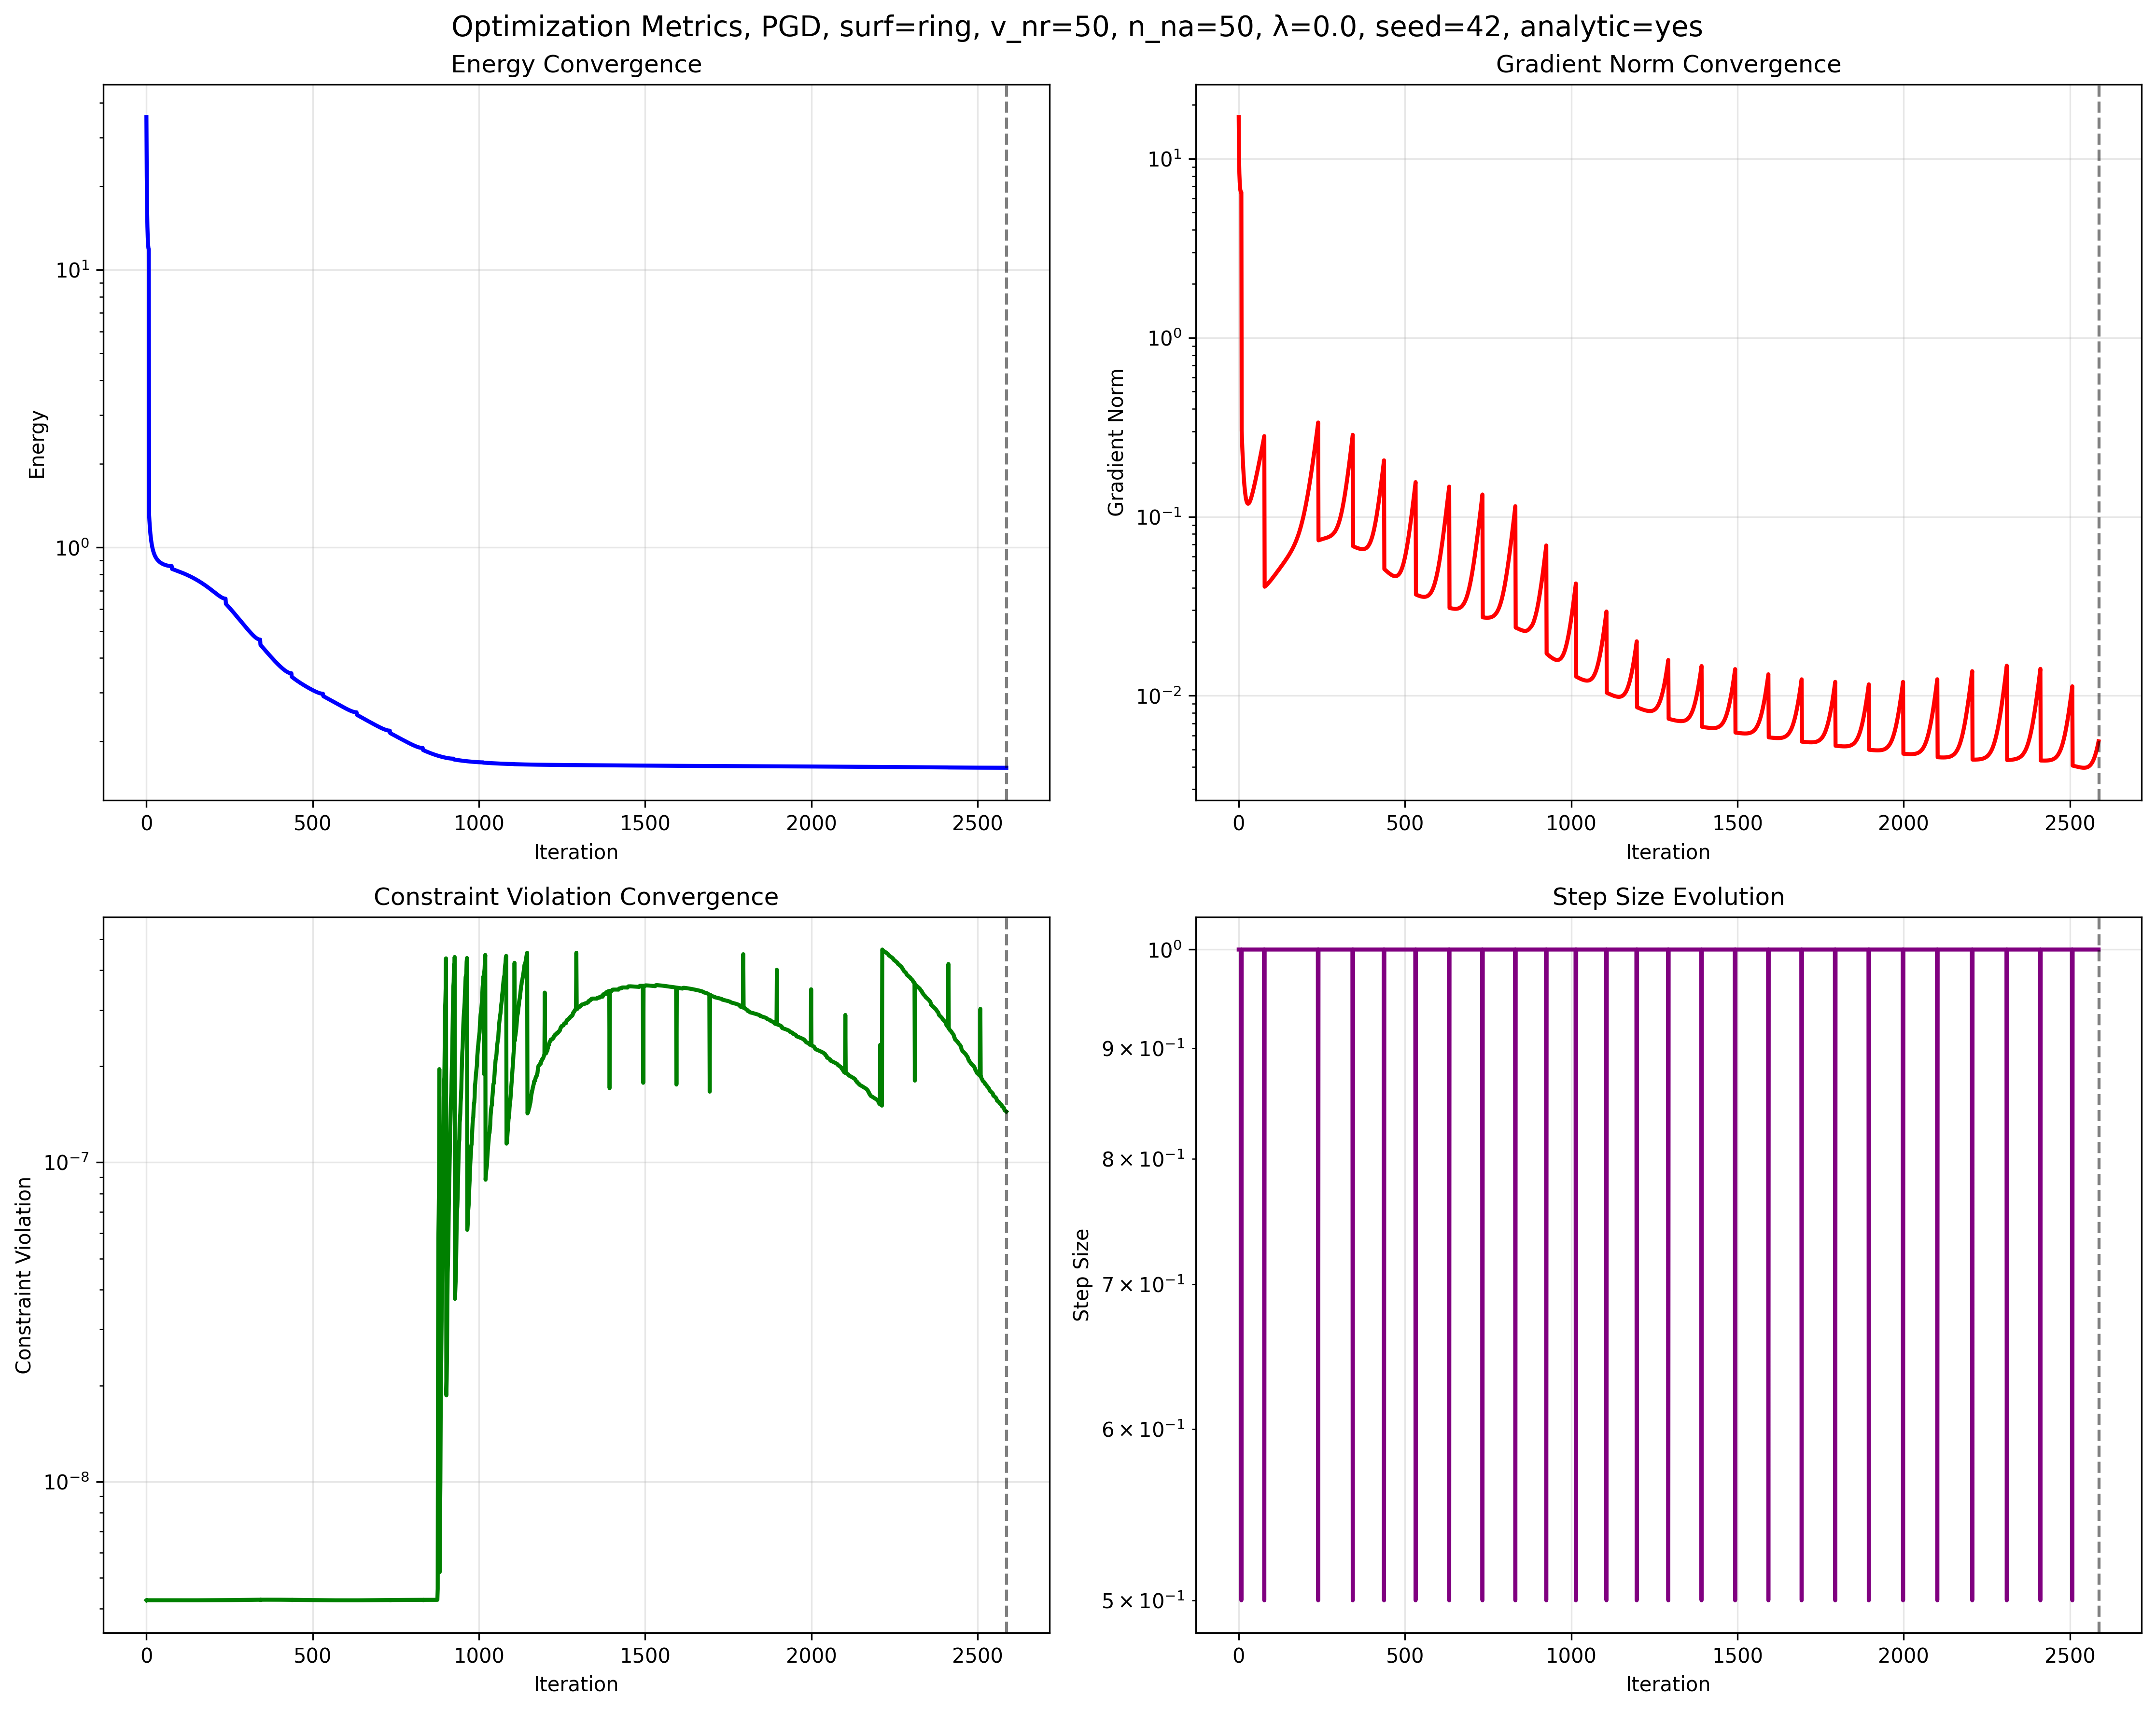 Optimization Metrics, PGD, surf=ring, v_nr=50, n_na=50, λ=0.0, seed=42, analytic=yes
Energy Convergence
Energy
10¹
10⁰
0 500 1000 1500 2000 2500
Iteration
Gradient Norm Convergence
Gradient Norm
10¹
10⁰
10⁻¹
10⁻²
0 500 1000 1500 2000 2500
Iteration
Constraint Violation Convergence
Constraint Violation
10⁻⁷
10⁻⁸
0 500 1000 1500 2000 2500
Iteration
Step Size Evolution
Step Size
10⁰
9 × 10⁻¹
8 × 10⁻¹
7 × 10⁻¹
6 × 10⁻¹
5 × 10⁻¹
0 500 1000 1500 2000 2500
Iteration